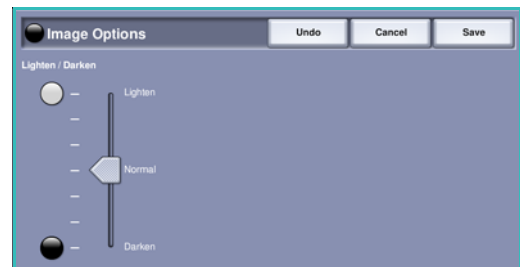 Image Options
Undo
Cancel
Save
Lighten / Darken
Lighten
Normal
Darken